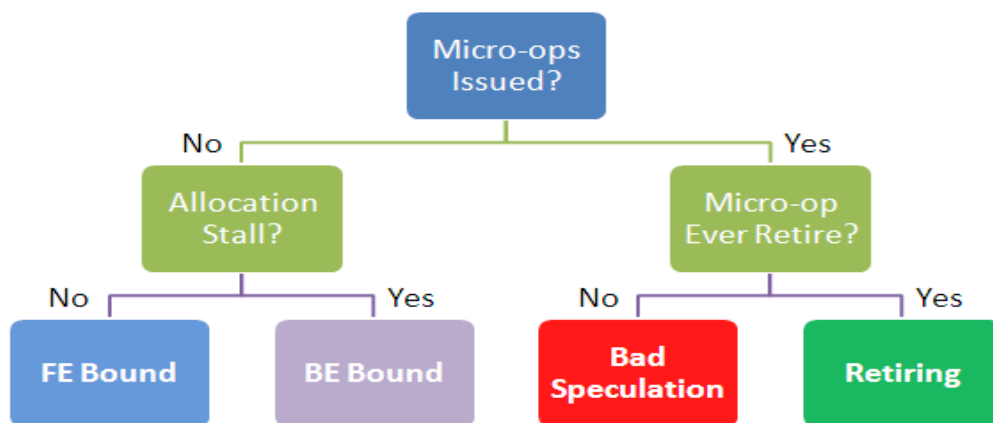 Micro-ops
Issued?
No
Yes
Allocation
Stall?
Micro-op
Ever Retire?
No
Yes
No
Yes
FE Bound
BE Bound
Bad
Speculation
Retiring